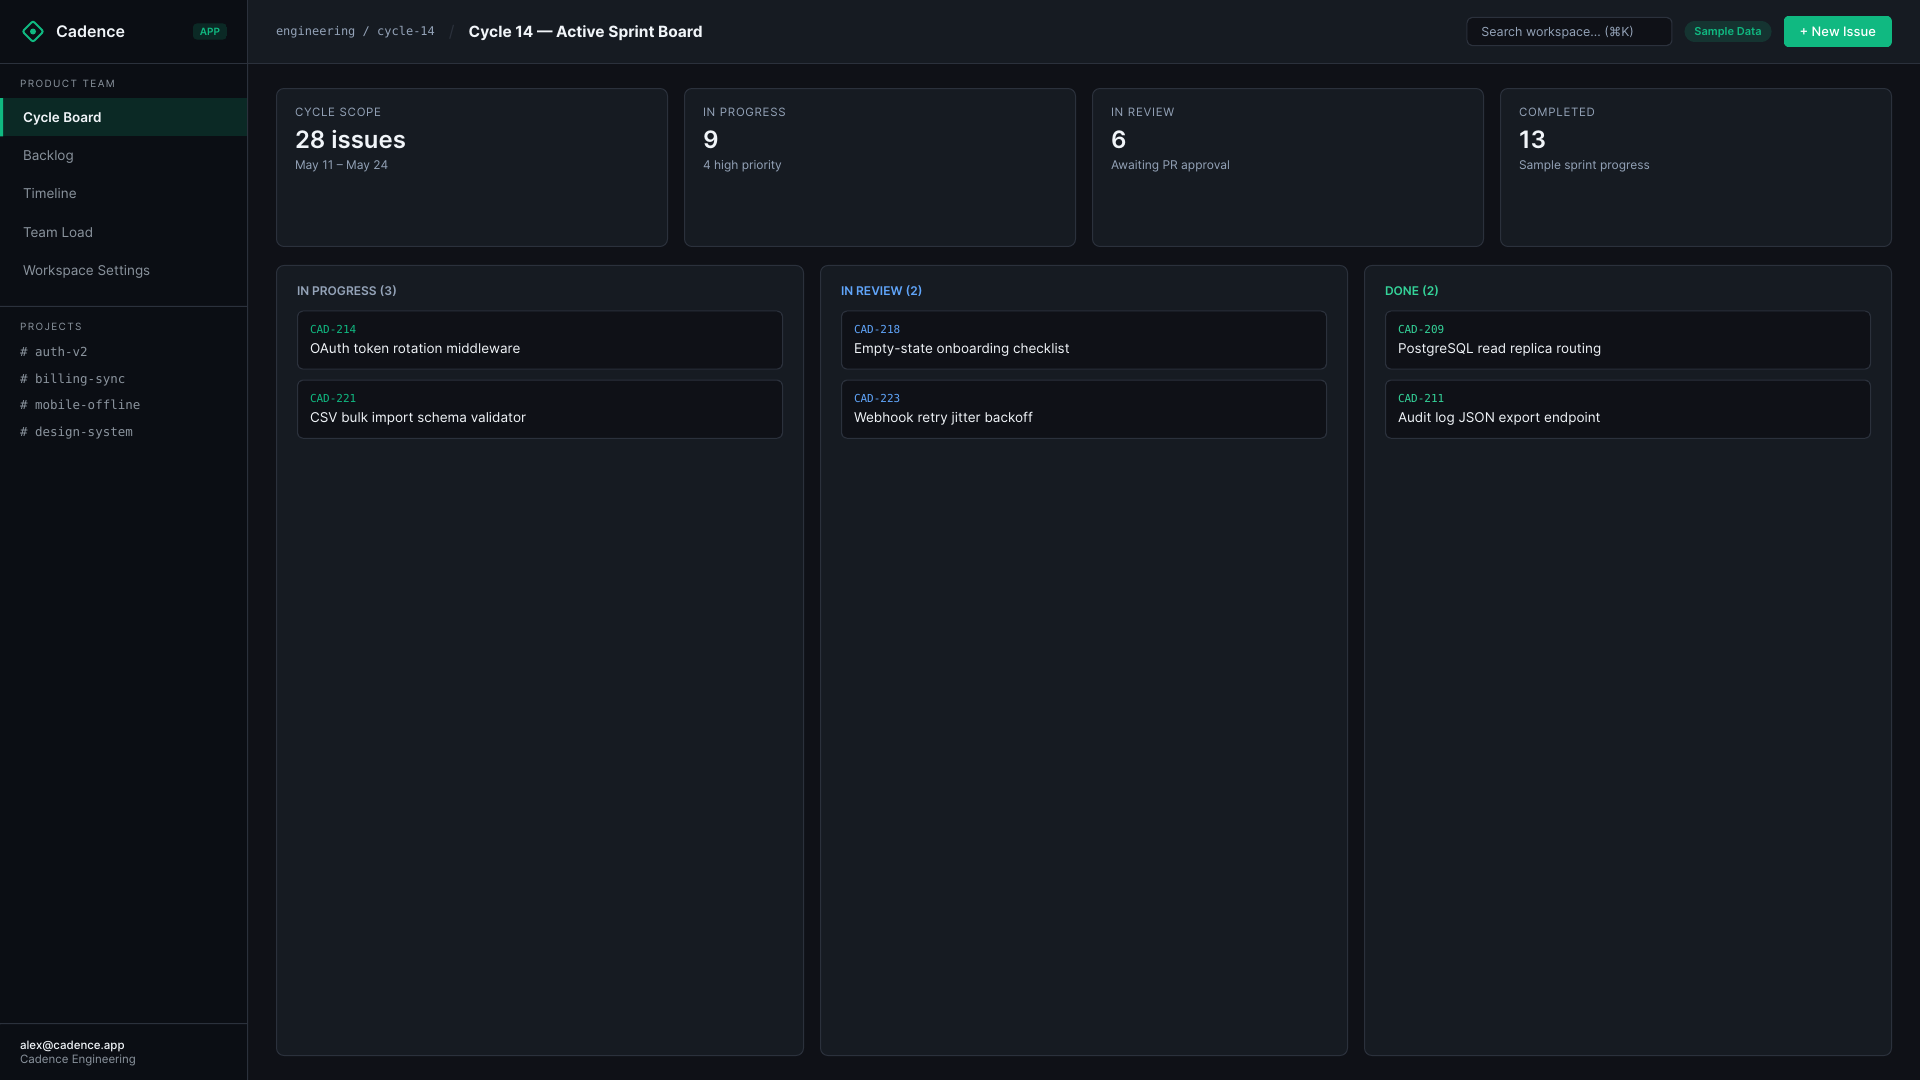 Cadence
APP
PRODUCT TEAM
Cycle Board
Backlog
Timeline
Team Load
Workspace Settings
PROJECTS
# auth-v2
# billing-sync
# mobile-offline
# design-system
alex@cadence.app
Cadence Engineering
engineering / cycle-14 / Cycle 14 — Active Sprint Board
Search workspace... (⌘K)
Sample Data
+ New Issue
CYCLE SCOPE
28 issues
May 11 – May 24
IN PROGRESS
9
4 high priority
IN REVIEW
6
Awaiting PR approval
COMPLETED
13
Sample sprint progress
IN PROGRESS (3)
CAD-214
OAuth token rotation middleware
CAD-221
CSV bulk import schema validator
IN REVIEW (2)
CAD-218
Empty-state onboarding checklist
CAD-223
Webhook retry jitter backoff
DONE (2)
CAD-209
PostgreSQL read replica routing
CAD-211
Audit log JSON export endpoint